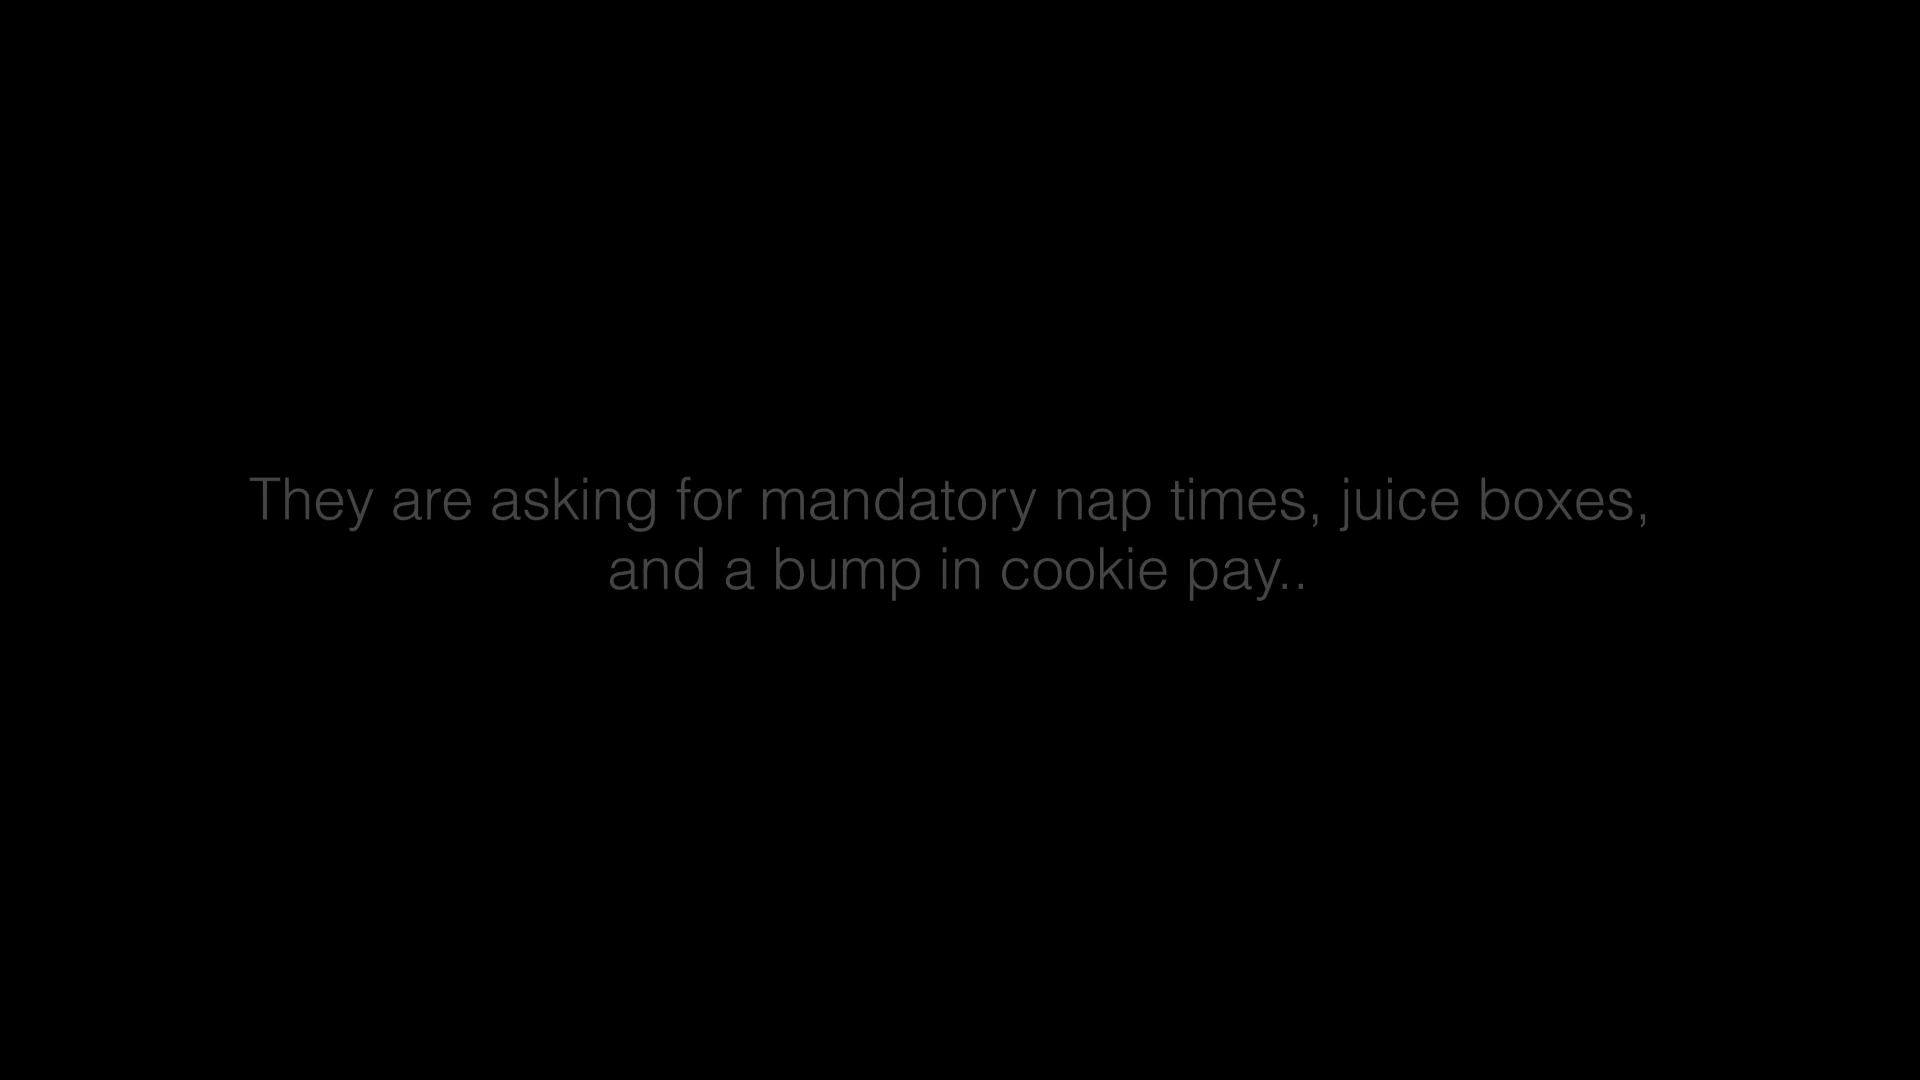 They are asking for mandatory nap times, juice boxes,
and a bump in cookie pay..